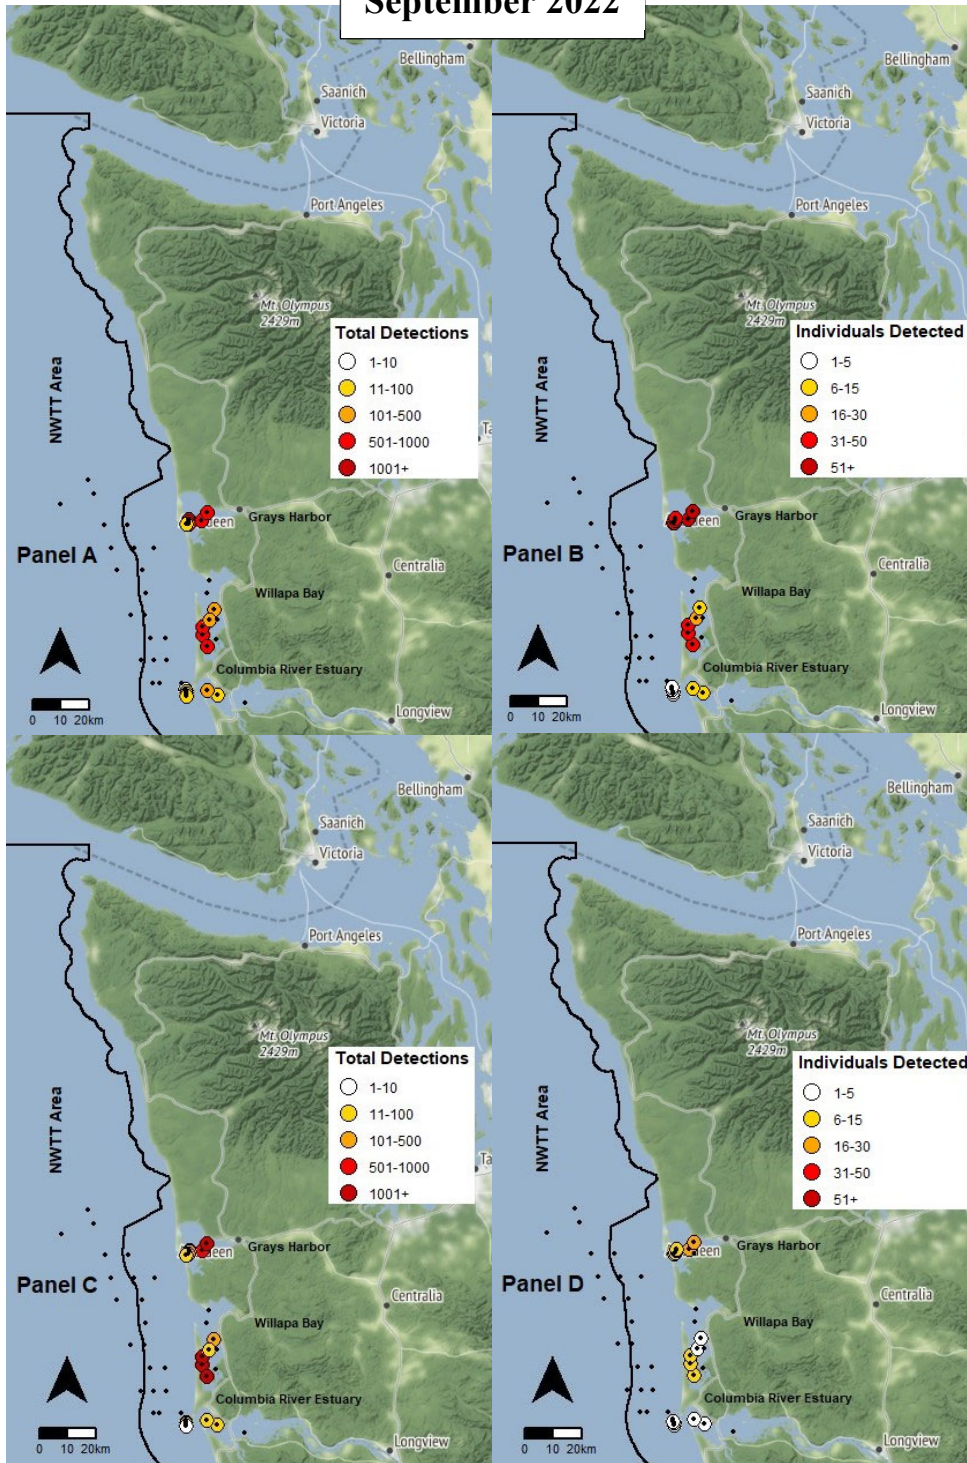 September 2022
Bellingham
Saanich
Victoria
Port Angeles
Mt. Olympus
2429m
Total Detections
1-10
11-100
101-500
501-1000
1001+
NWTT Area
Grays Harbor
Panel A
Centralia
Willapa Bay
Columbia River Estuary
0 10 20km
Longview
Bellingham
Saanich
Victoria
Port Angeles
Mt. Olympus
2429m
Individuals Detected
1-5
6-15
16-30
31-50
51+
NWTT Area
Grays Harbor
Panel B
Centralia
Willapa Bay
Columbia River Estuary
0 10 20km
Longview
Bellingham
Saanich
Victoria
Port Angeles
Mt. Olympus
2429m
Total Detections
1-10
11-100
101-500
501-1000
1001+
NWTT Area
Grays Harbor
Panel C
Centralia
Willapa Bay
Columbia River Estuary
0 10 20km
Longview
Bellingham
Saanich
Victoria
Port Angeles
Mt. Olympus
2429m
Individuals Detected
1-5
6-15
16-30
31-50
51+
NWTT Area
Grays Harbor
Panel D
Centralia
Willapa Bay
Columbia River Estuary
0 10 20km
Longview